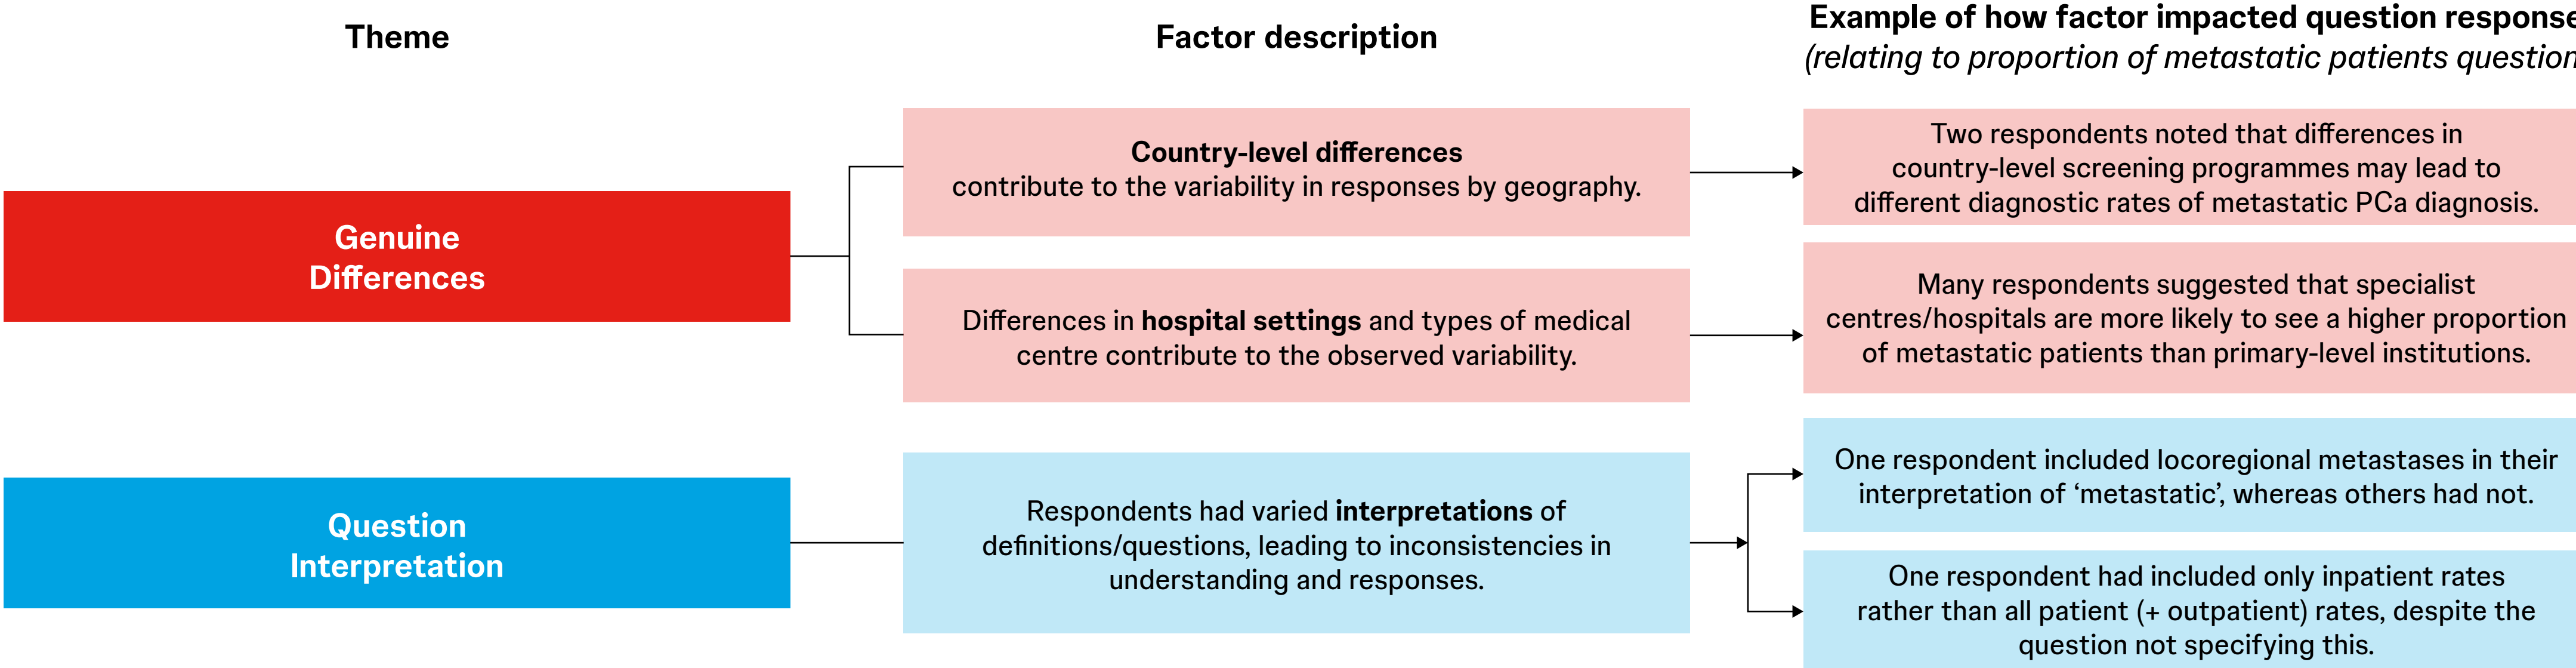 Theme
Factor description
Example of how factor impacted question response
(relating to proportion of metastatic patients question
Genuine
Differences
Country-level differences
contribute to the variability in responses by geography.
Two respondents noted that differences in
country-level screening programmes may lead to
different diagnostic rates of metastatic PCa diagnosis.
Differences in hospital settings and types of medical
centre contribute to the observed variability.
Many respondents suggested that specialist
centres/hospitals are more likely to see a higher proportion
of metastatic patients than primary-level institutions.
Question
Interpretation
Respondents had varied interpretations of
definitions/questions, leading to inconsistencies in
understanding and responses.
One respondent included locoregional metastases in their
interpretation of ‘metastatic’, whereas others had not.
One respondent had included only inpatient rates
rather than all patient (+ outpatient) rates, despite the
question not specifying this.